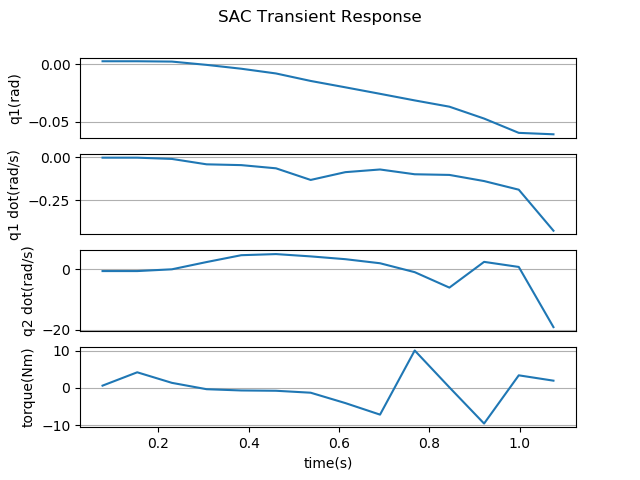 SAC Transient Response
q1(rad)
0.00
−0.05
q1 dot(rad/s)
0.00
−0.25
q2 dot(rad/s)
0
−20
torque(Nm)
10
0
−10
0.2 0.4 0.6 0.8 1.0
time(s)